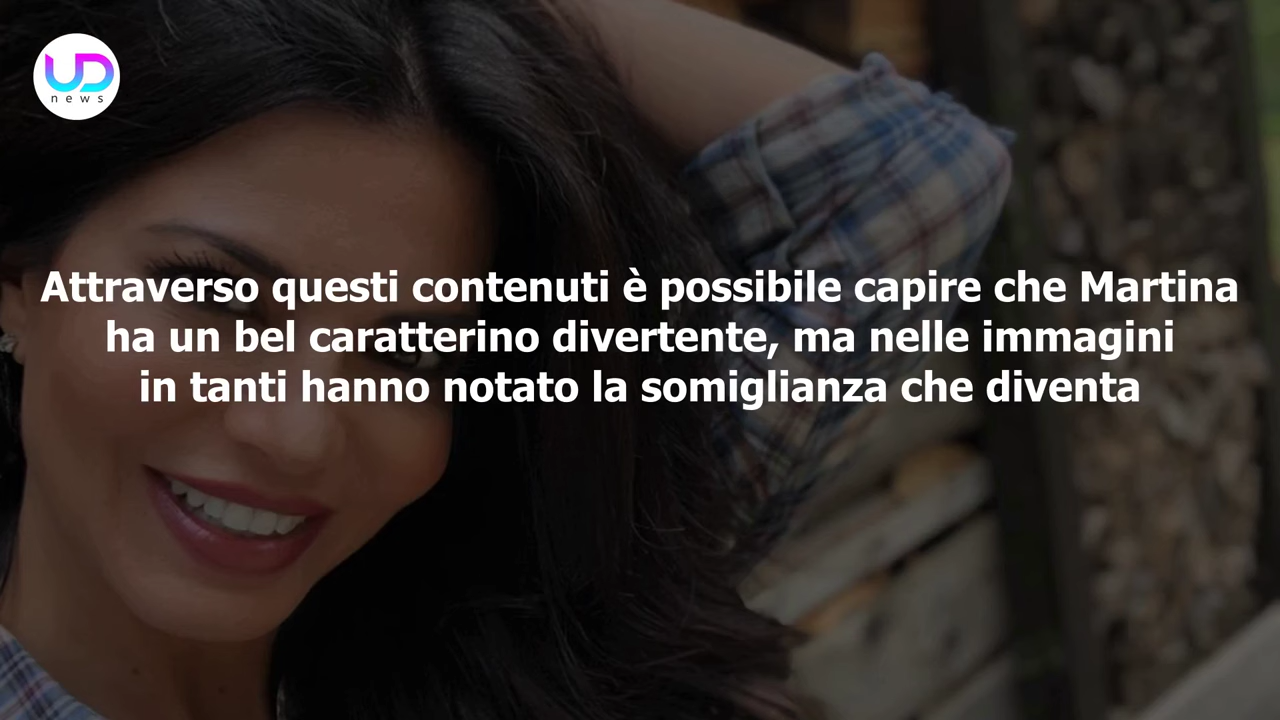 UD
news
Attraverso questi contenuti è possibile capire che Martina
ha un bel caratterino divertente, ma nelle immagini
in tanti hanno notato la somiglianza che diventa